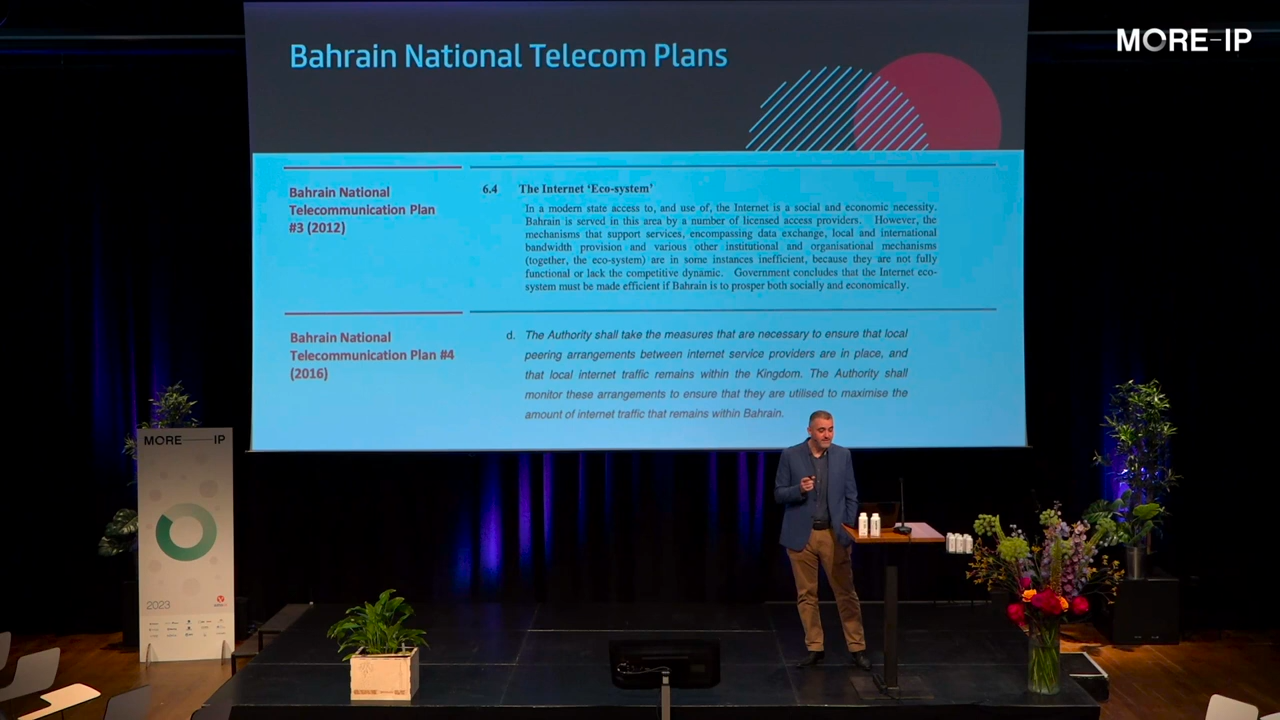 MORE-IP
Bahrain National Telecom Plans
Bahrain National
Telecommunication Plan
#3 (2012)
6.4 The Internet 'Eco-system'
In a modern state access to, and use of, the Internet is a social and economic necessity.
Bahrain is served in this area by a number of licensed access providers. However, the
mechanisms that support services, encompassing data exchange, local and international
bandwidth provision and various other institutional and organisational mechanisms
(together, the eco-system) are in some instances inefficient, because they are not fully
functional or lack the competitive dynamic. Government concludes that the Internet eco-
system must be made efficient if Bahrain is to prosper both socially and economically.
Bahrain National
Telecommunication Plan #4
(2016)
d. The Authority shall take the measures that are necessary to ensure that local
peering arrangements between internet service providers are in place, and
that local internet traffic remains within the Kingdom. The Authority shall
monitor these arrangements to ensure that they are utilised to maximise the
amount of internet traffic that remains within Bahrain.
MORE IP
2023